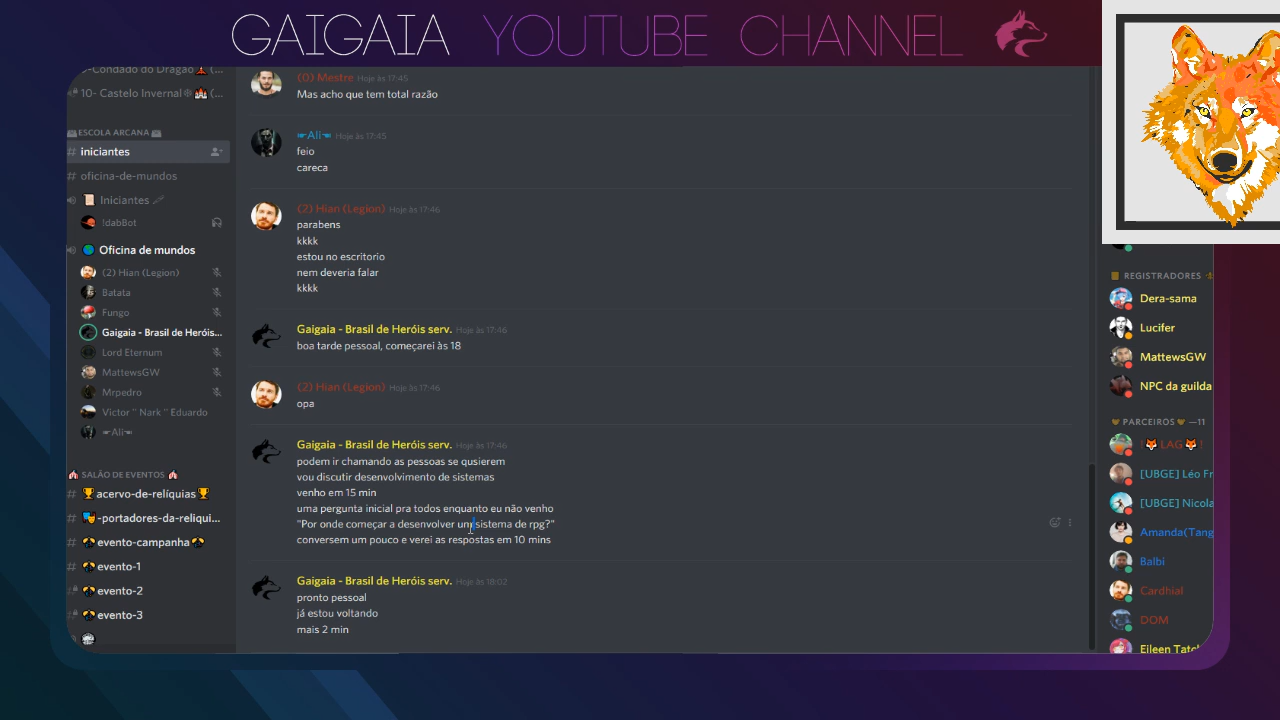 GAIGAIA YOUTUBE CHANNEL
-Condado do Dragão (...
10- Castelo Invernal (...
ESCOLA ARCANA
# iniciantes
# oficina-de-mundos
Iniciantes
!dabBot
Oficina de mundos
(2) Hian (Legion)
Batata
Fungo
Gaigaia - Brasil de Heróis...
Lord Eternum
MattewsGW
Mrpedro
Victor " Nark " Eduardo
☛Ali☚
SALÃO DE EVENTOS
# acervo-de-relíquias
# -portadores-da-reliqui...
# evento-campanha
# evento-1
# evento-2
# evento-3
(0) Mestre Hoje às 17:45
Mas acho que tem total razão
☛Ali☚ Hoje às 17:45
feio
careca
(2) Hian (Legion) Hoje às 17:46
parabens
kkkk
estou no escritorio
nem deveria falar
kkkk
Gaigaia - Brasil de Heróis serv. Hoje às 17:46
boa tarde pessoal, começarei às 18
(2) Hian (Legion) Hoje às 17:46
opa
Gaigaia - Brasil de Heróis serv. Hoje às 17:46
podem ir chamando as pessoas se qusierem
vou discutir desenvolvimento de sistemas
venho em 15 min
uma pergunta inicial pra todos enquanto eu não venho
"Por onde começar a desenvolver um sistema de rpg?"
conversem um pouco e verei as respostas em 10 mins
Gaigaia - Brasil de Heróis serv. Hoje às 18:02
pronto pessoal
já estou voltando
mais 2 min
REGISTRADORES
Dera-sama
Lucifer
MattewsGW
NPC da guilda
PARCEIROS —11
! LAG !
[UBGE] Léo Fr
[UBGE] Nicola
Amanda(Tang
Balbi
Cardhial
DOM
Eileen Tatc